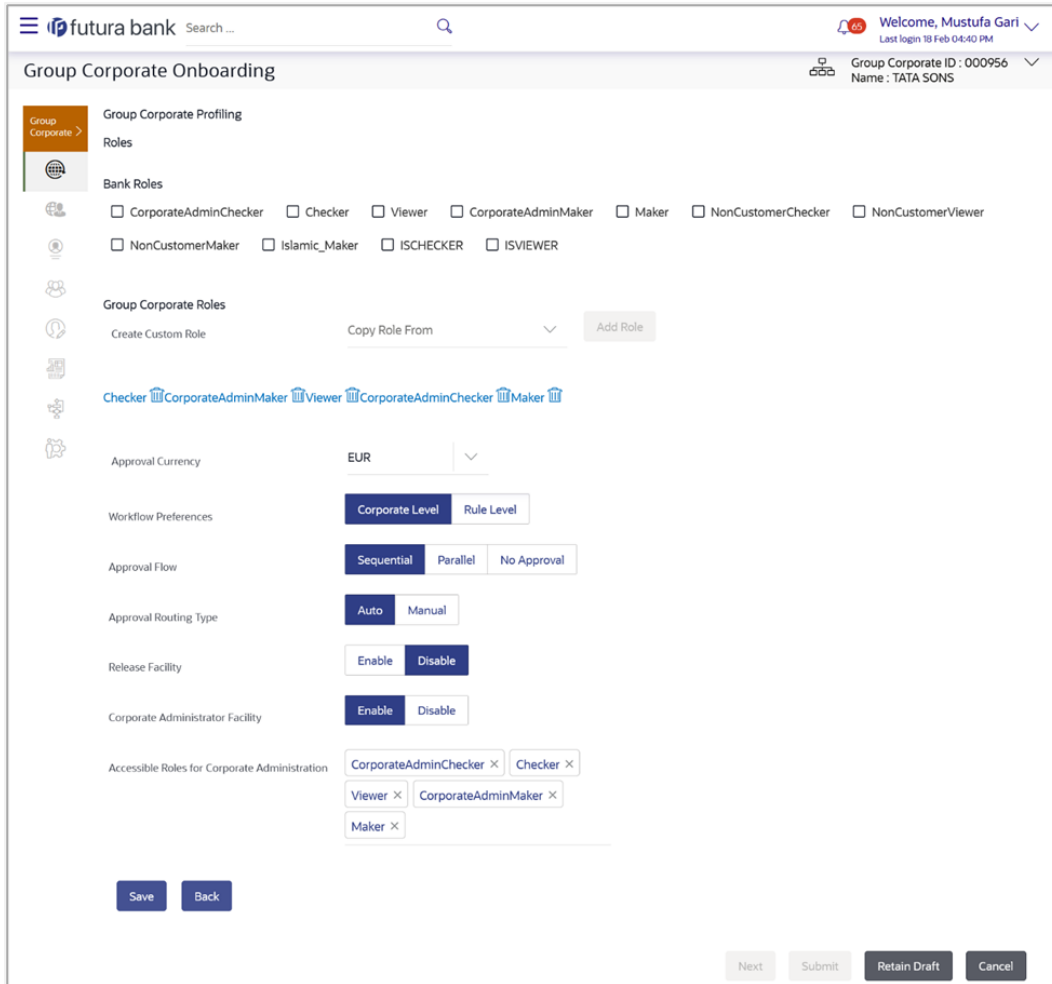 futura bank Search ... 65 Welcome, Mustufa Gari
Last login 18 Feb 04:40 PM
Group Corporate Onboarding
Group Corporate ID : 000956
Name : TATA SONS
Group
Corporate >
Group Corporate Profiling
Roles
Bank Roles
CorporateAdminChecker Checker Viewer CorporateAdminMaker Maker NonCustomerChecker NonCustomerViewer
NonCustomerMaker Islamic_Maker ISCHECKER ISVIEWER
Group Corporate Roles
Create Custom Role Copy Role From Add Role
Checker CorporateAdminMaker Viewer CorporateAdminChecker Maker
Approval Currency EUR
Workflow Preferences Corporate Level Rule Level
Approval Flow Sequential Parallel No Approval
Approval Routing Type Auto Manual
Release Facility Enable Disable
Corporate Administrator Facility Enable Disable
Accessible Roles for Corporate Administration CorporateAdminChecker × Checker ×
Viewer × CorporateAdminMaker ×
Maker ×
Save Back
Next Submit Retain Draft Cancel